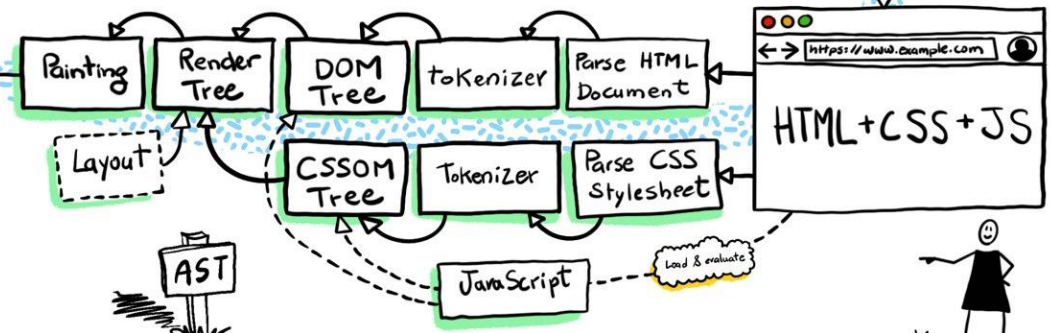 https://www.example.com
Painting
Render
Tree
DOM
Tree
tokenizer
Parse HTML
Document
HTML+CSS+JS
Layout
CSSOM
Tree
Tokenizer
Parse CSS
Stylesheet
AST
JavaScript
Load & evaluate